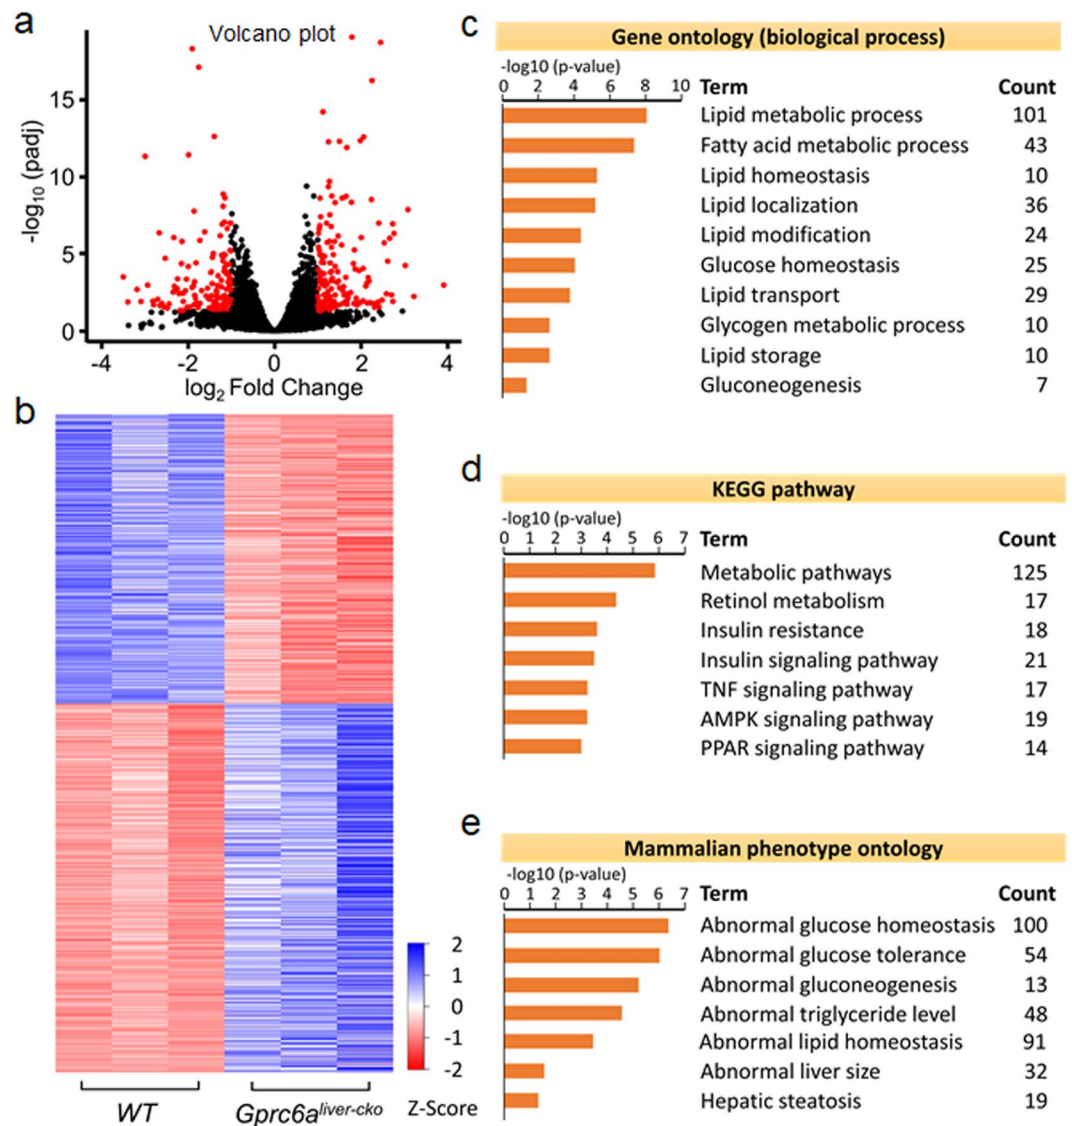 a
Volcano plot
15
10
5
0
-log10 (padj)
-4 -2 0 2 4
log2 Fold Change
b
2
1
0
-1
-2
Z-Score
WT Gprc6aliver-cko
c
Gene ontology (biological process)
-log10 (p-value)
0 2 4 6 8 10 Term Count
Lipid metabolic process 101
Fatty acid metabolic process 43
Lipid homeostasis 10
Lipid localization 36
Lipid modification 24
Glucose homeostasis 25
Lipid transport 29
Glycogen metabolic process 10
Lipid storage 10
Gluconeogenesis 7
d
KEGG pathway
-log10 (p-value)
0 1 2 3 4 5 6 7 Term Count
Metabolic pathways 125
Retinol metabolism 17
Insulin resistance 18
Insulin signaling pathway 21
TNF signaling pathway 17
AMPK signaling pathway 19
PPAR signaling pathway 14
e
Mammalian phenotype ontology
-log10 (p-value)
0 1 2 3 4 5 6 7 Term Count
Abnormal glucose homeostasis 100
Abnormal glucose tolerance 54
Abnormal gluconeogenesis 13
Abnormal triglyceride level 48
Abnormal lipid homeostasis 91
Abnormal liver size 32
Hepatic steatosis 19